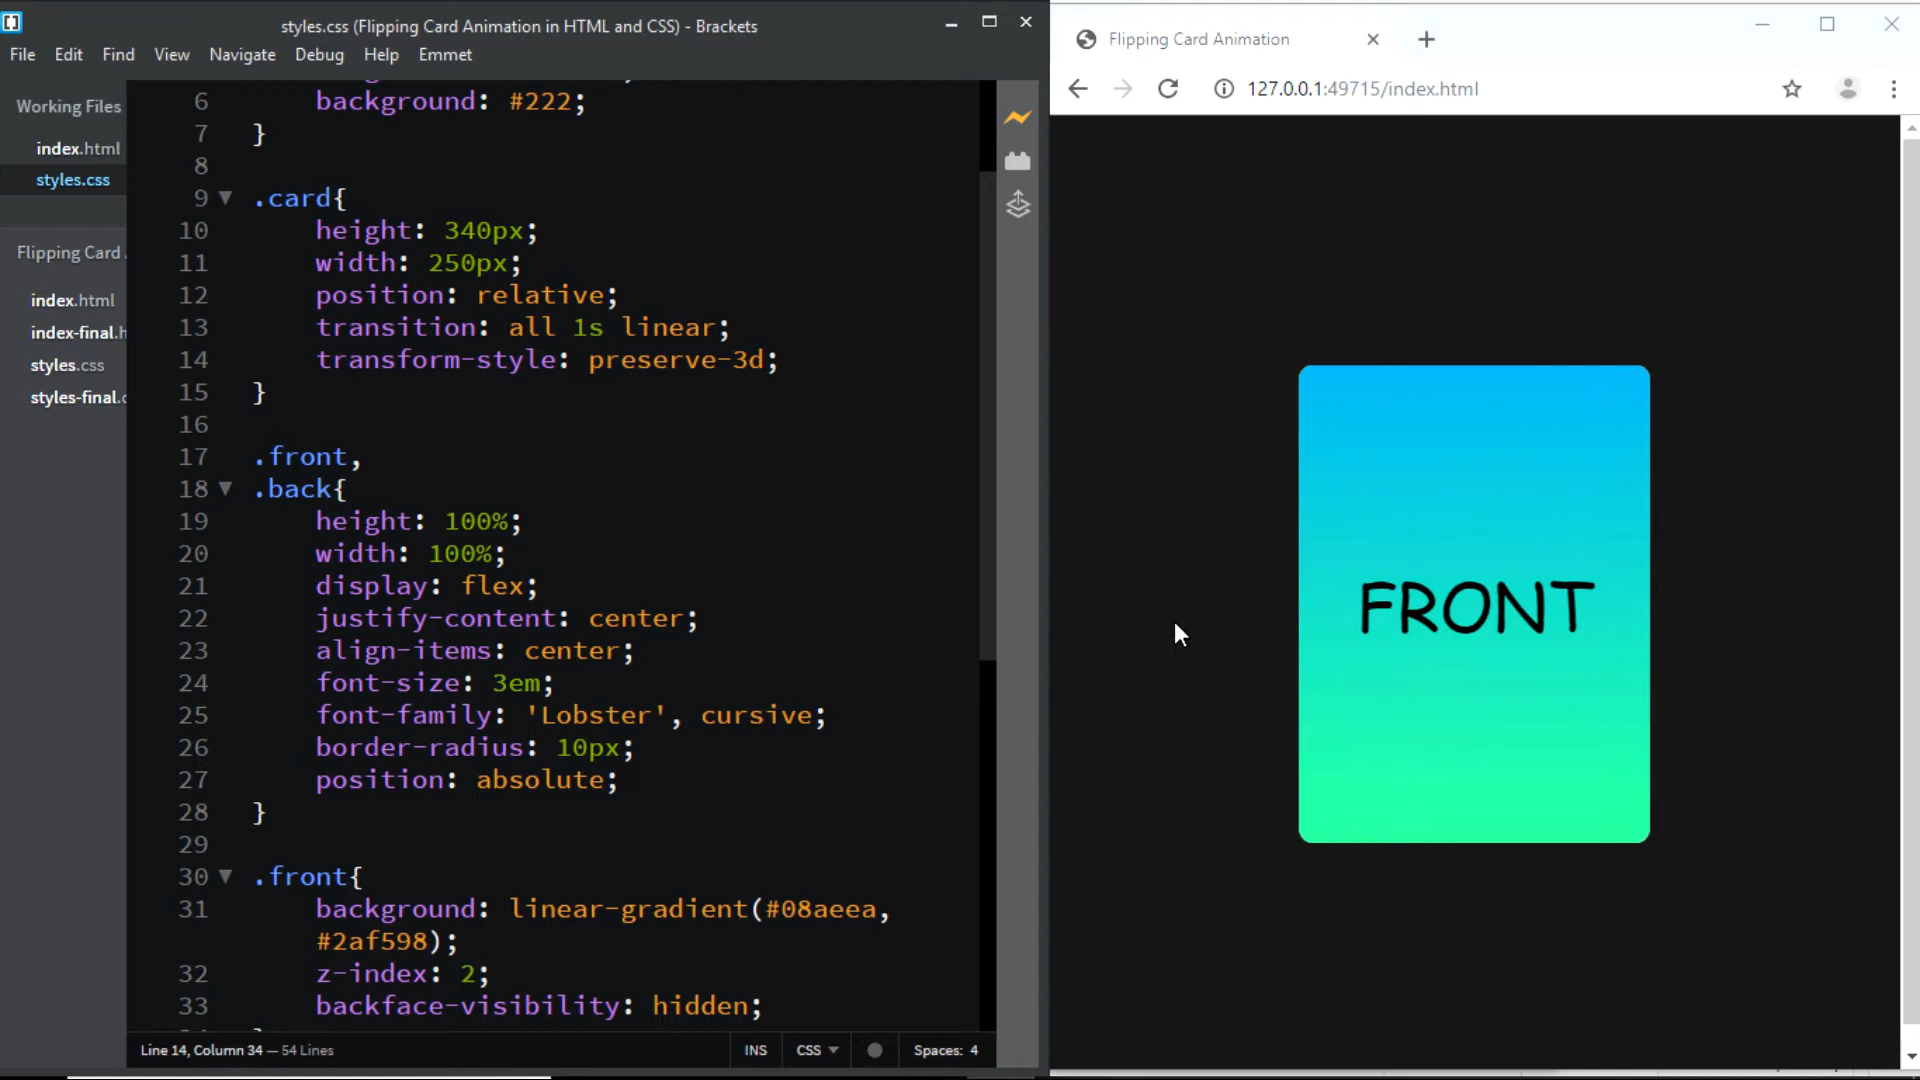 styles.css (Flipping Card Animation in HTML and CSS) - Brackets
File Edit Find View Navigate Debug Help Emmet
Working Files
index.html
styles.css
Flipping Card
index.html
index-final.h
styles.css
styles-final.c
6 background: #222;
7 }
8
9 .card{
10 height: 340px;
11 width: 250px;
12 position: relative;
13 transition: all 1s linear;
14 transform-style: preserve-3d;
15 }
16
17 .front,
18 .back{
19 height: 100%;
20 width: 100%;
21 display: flex;
22 justify-content: center;
23 align-items: center;
24 font-size: 3em;
25 font-family: 'Lobster', cursive;
26 border-radius: 10px;
27 position: absolute;
28 }
29
30 .front{
31 background: linear-gradient(#08aeea,
#2af598);
32 z-index: 2;
33 backface-visibility: hidden;
Line 14, Column 34 — 54 Lines
INS CSS Spaces: 4
Flipping Card Animation
127.0.0.1:49715/index.html
FRONT